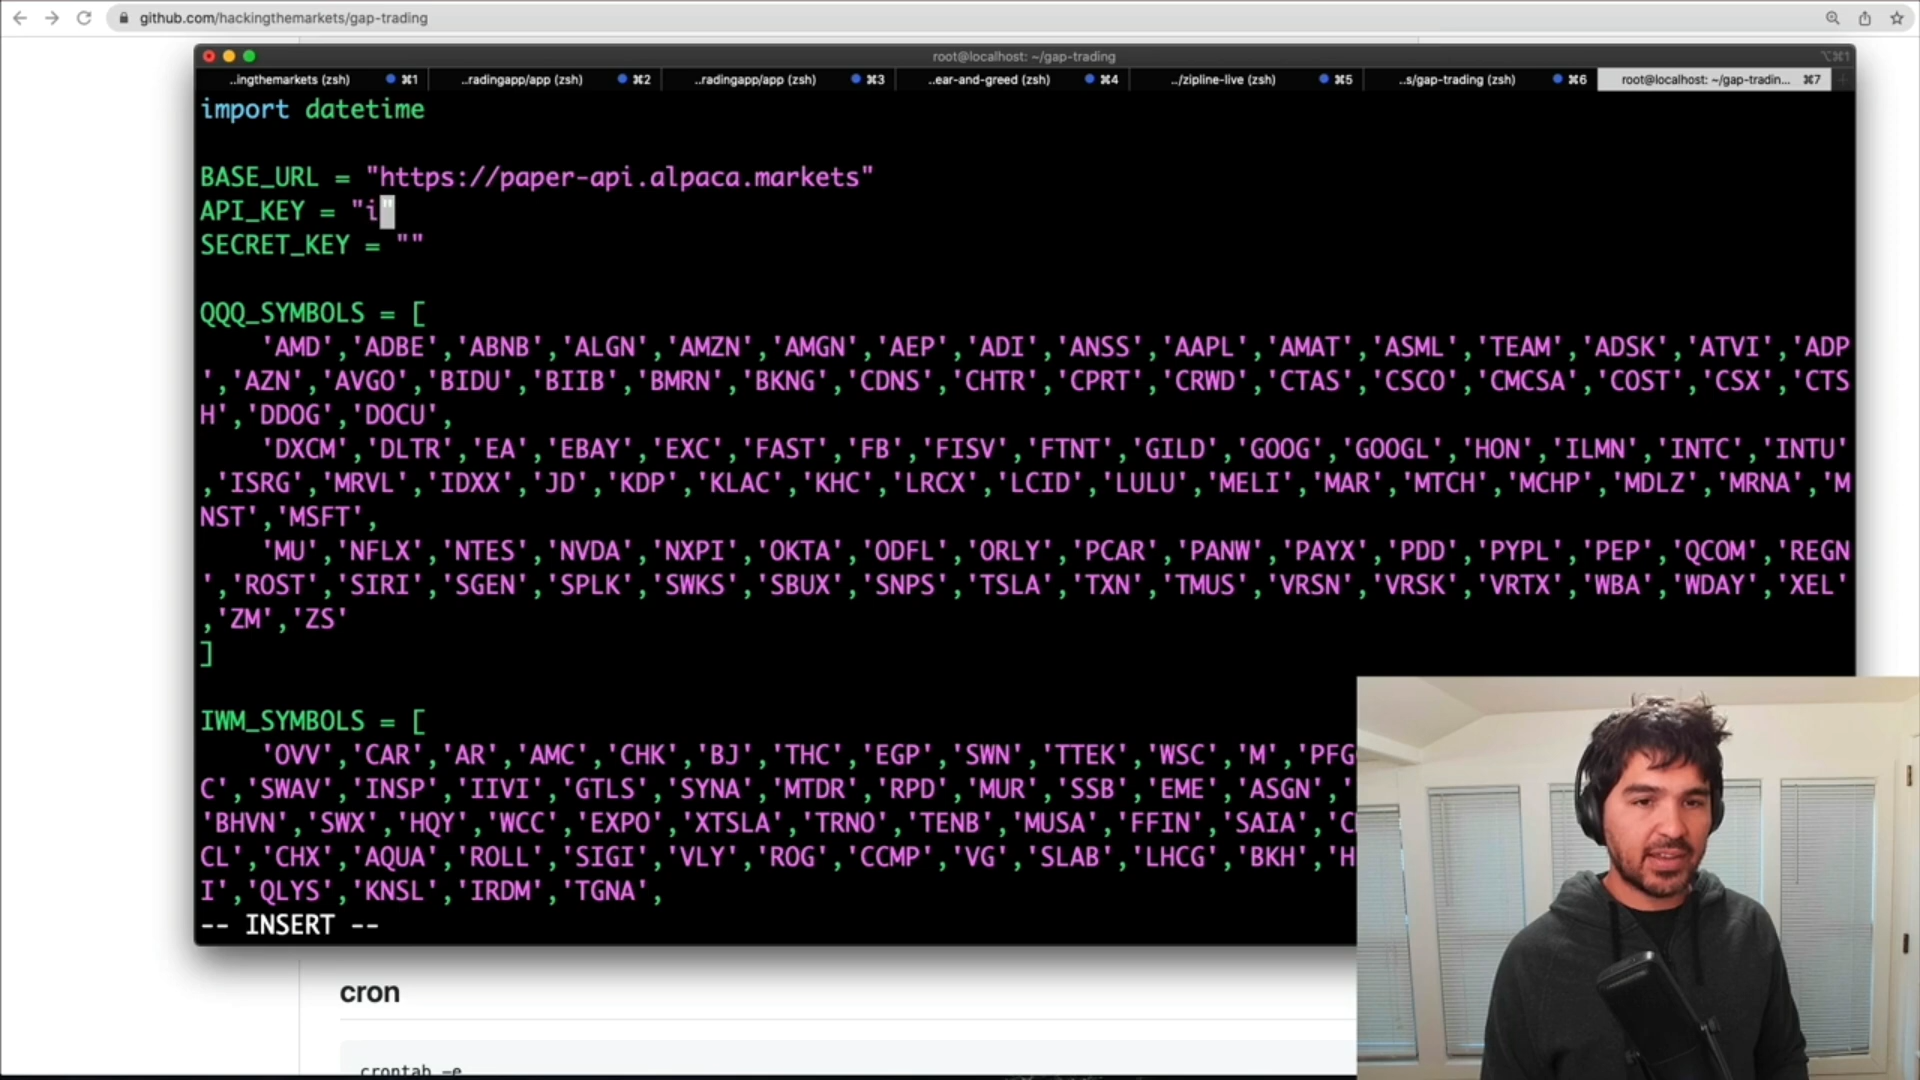 github.com/hackingthemarkets/gap-trading
root@localhost: ~/gap-trading
⌥⌘1
..ingthemarkets (zsh) ⌘1 ..radingapp/app (zsh) ⌘2 ..radingapp/app (zsh) ⌘3 ..ear-and-greed (zsh) ⌘4 ../zipline-live (zsh) ⌘5 ..s/gap-trading (zsh) ⌘6 root@localhost: ~/gap-tradin... ⌘7
import datetime
BASE_URL = "https://paper-api.alpaca.markets"
API_KEY = "i"
SECRET_KEY = ""
QQQ_SYMBOLS = [
'AMD','ADBE','ABNB','ALGN','AMZN','AMGN','AEP','ADI','ANSS','AAPL','AMAT','ASML','TEAM','ADSK','ATVI','ADP
','AZN','AVGO','BIDU','BIIB','BMRN','BKNG','CDNS','CHTR','CPRT','CRWD','CTAS','CSCO','CMCSA','COST','CSX','CTS
H','DDOG','DOCU',
'DXCM','DLTR','EA','EBAY','EXC','FAST','FB','FISV','FTNT','GILD','GOOG','GOOGL','HON','ILMN','INTC','INTU'
,'ISRG','MRVL','IDXX','JD','KDP','KLAC','KHC','LRCX','LCID','LULU','MELI','MAR','MTCH','MCHP','MDLZ','MRNA','M
NST','MSFT',
'MU','NFLX','NTES','NVDA','NXPI','OKTA','ODFL','ORLY','PCAR','PANW','PAYX','PDD','PYPL','PEP','QCOM','REGN
','ROST','SIRI','SGEN','SPLK','SWKS','SBUX','SNPS','TSLA','TXN','TMUS','VRSN','VRSK','VRTX','WBA','WDAY','XEL'
,'ZM','ZS'
]
IWM_SYMBOLS = [
'OVV','CAR','AR','AMC','CHK','BJ','THC','EGP','SWN','TTEK','WSC','M','PFG
C','SWAV','INSP','IIVI','GTLS','SYNA','MTDR','RPD','MUR','SSB','EME','ASGN',
'BHVN','SWX','HQY','WCC','EXPO','XTSLA','TRNO','TENB','MUSA','FFIN','SAIA','C
CL','CHX','AQUA','ROLL','SIGI','VLY','ROG','CCMP','VG','SLAB','LHCG','BKH','H
I','QLYS','KNSL','IRDM','TGNA',
-- INSERT --
cron
crontab -e